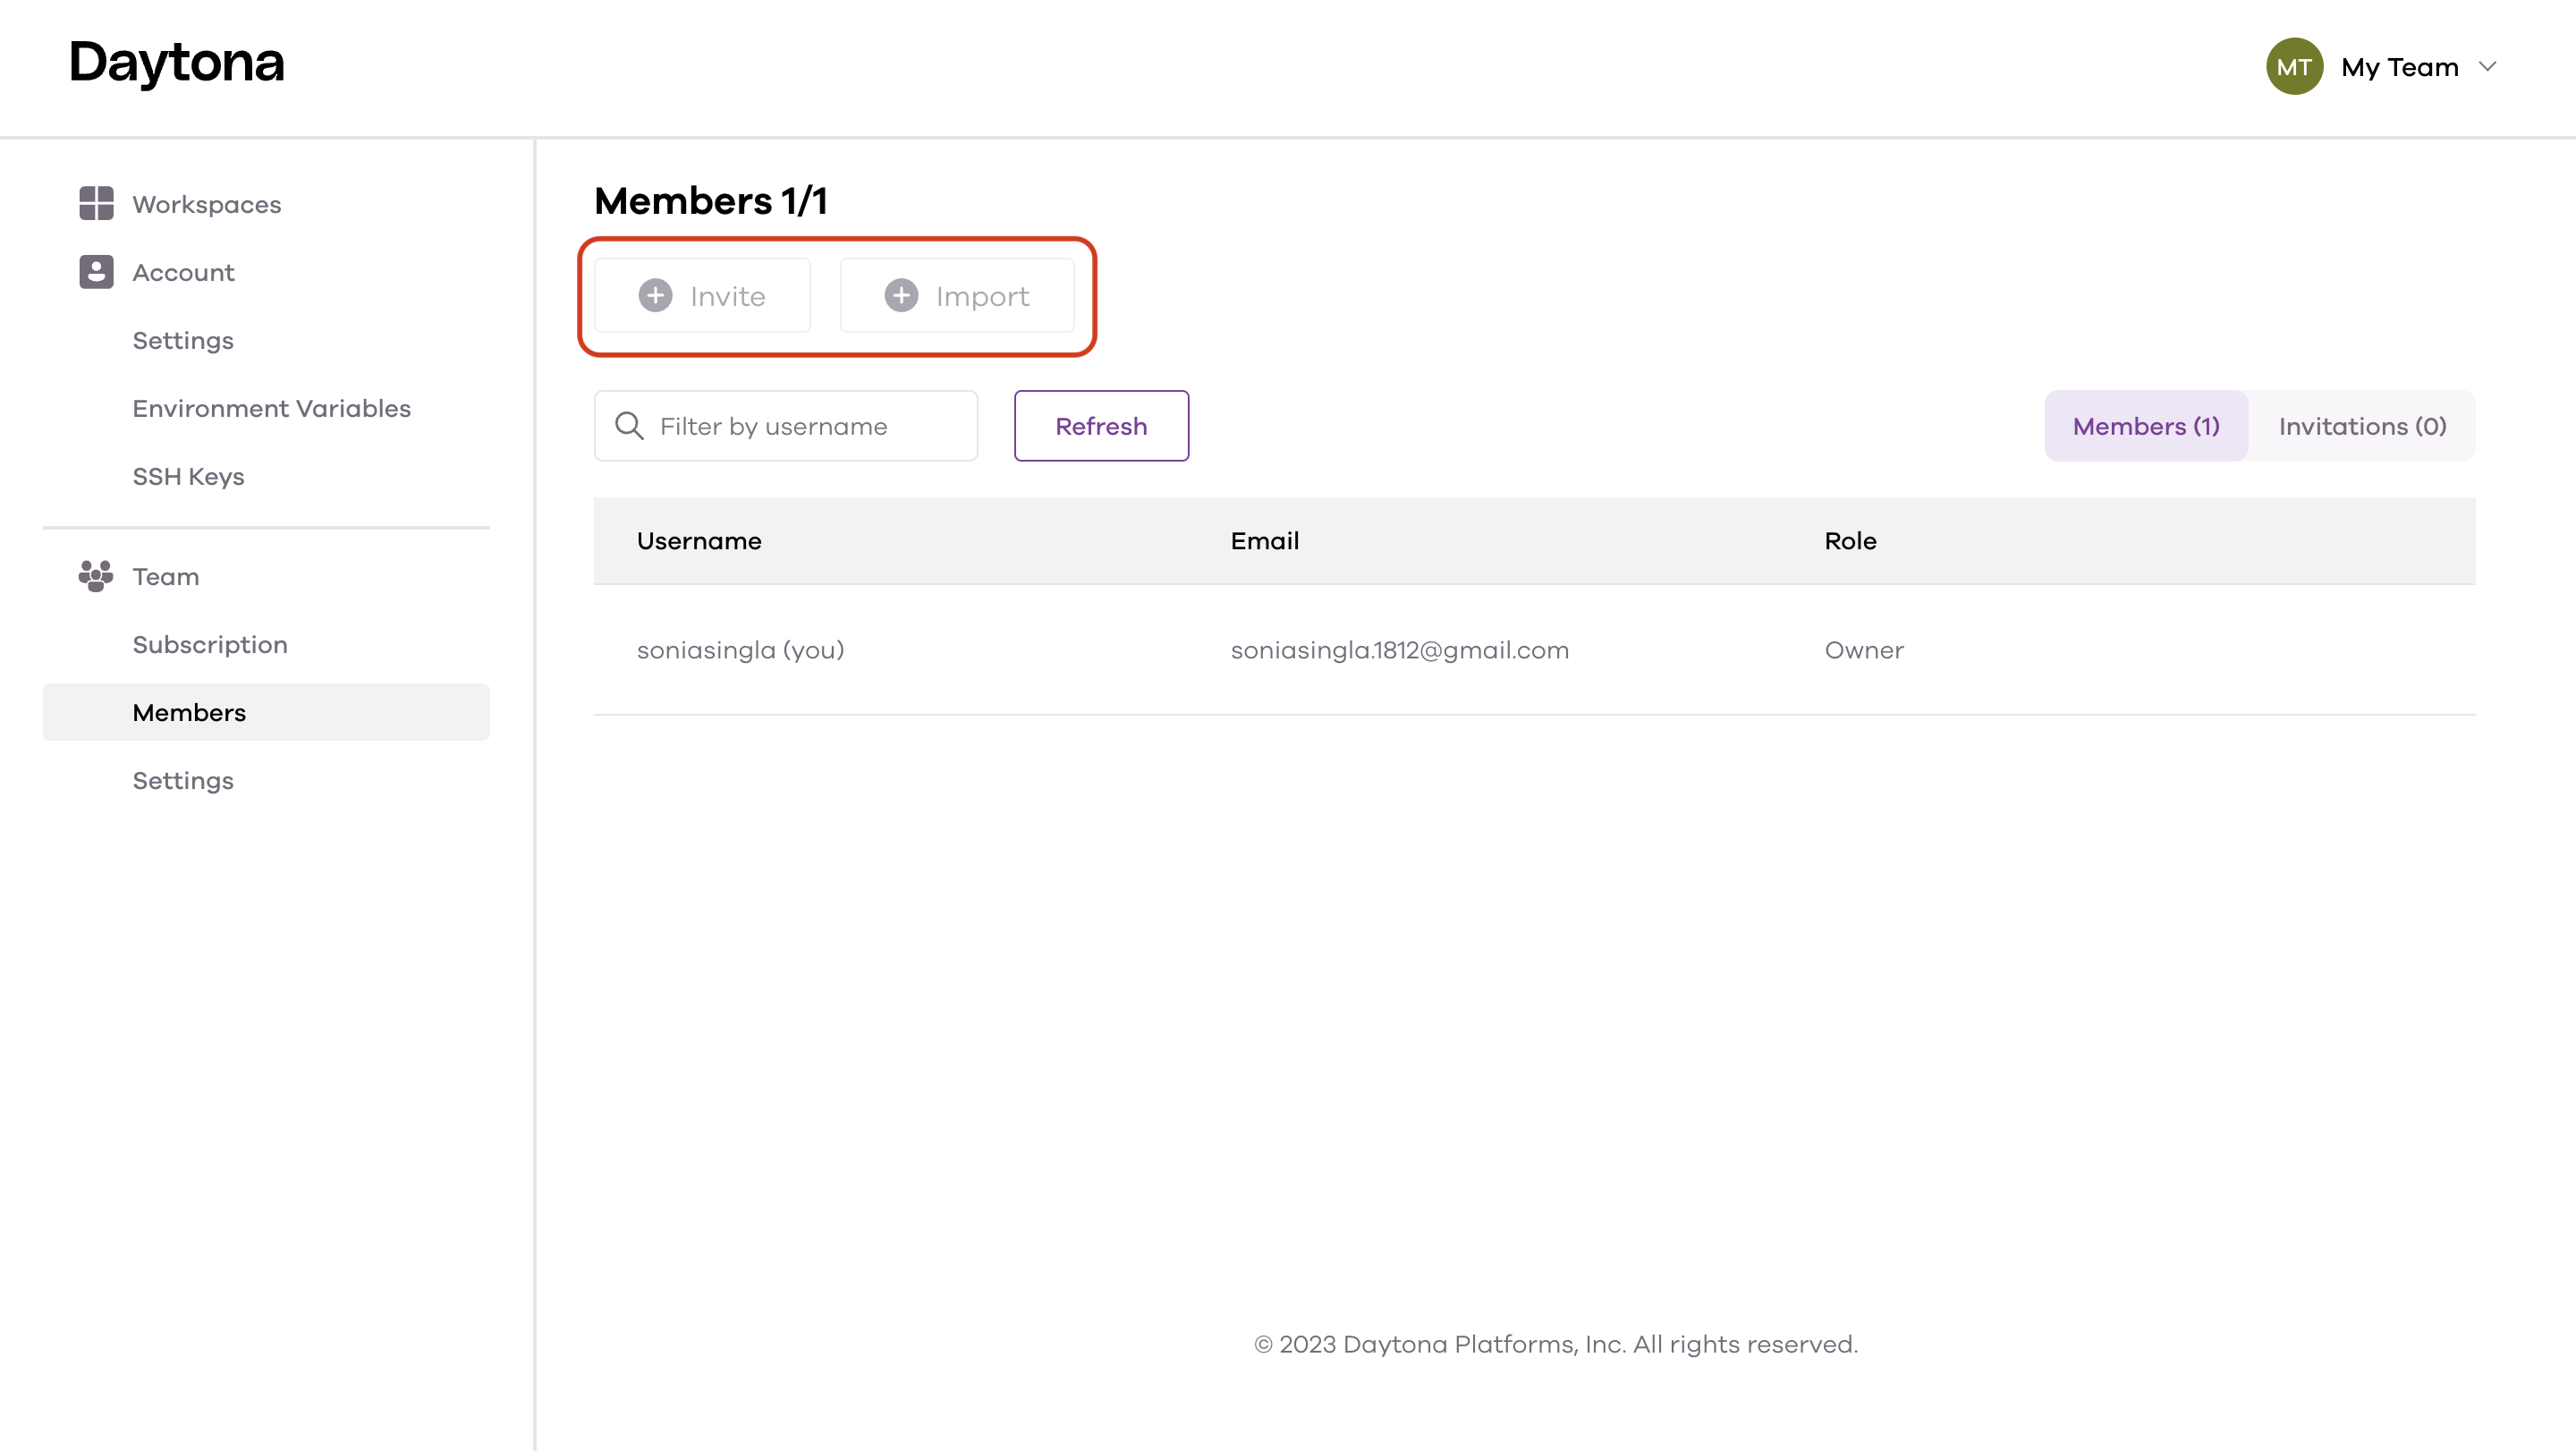 Daytona
MT My Team
Workspaces
Account
Settings
Environment Variables
SSH Keys
Team
Subscription
Members
Settings
Members 1/1
Invite Import
Filter by username Refresh Members (1) Invitations (0)
Username Email Role
soniasingla (you) soniasingla.1812@gmail.com Owner
© 2023 Daytona Platforms, Inc. All rights reserved.